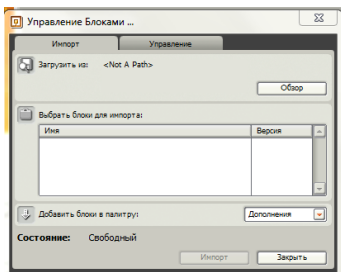 Управление Блоками ...
Импорт Управление
Загрузить из: <Not A Path>
Обзор
Выбрать блоки для импорта:
Имя Версия
Добавить блоки в палитру: Дополнения
Состояние: Свободный
Импорт Закрыть